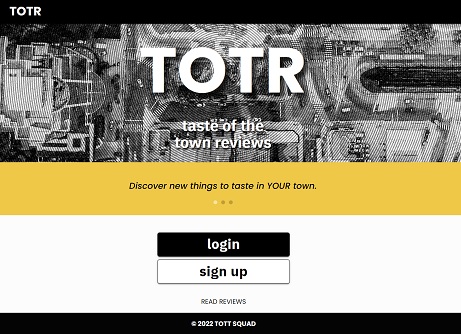 TOTR
TOTR
taste of the
town reviews
Discover new things to taste in YOUR town.
login
sign up
READ REVIEWS
© 2022 TOTT SQUAD